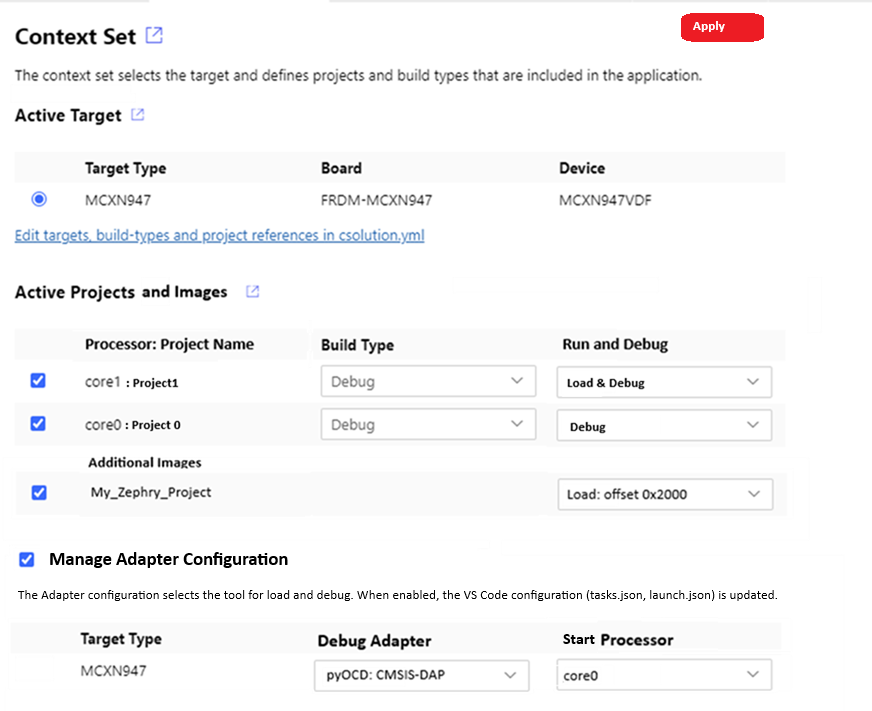 Context Set
Apply
The context set selects the target and defines projects and build types that are included in the application.
Active Target
Target Type Board Device
MCXN947 FRDM-MCXN947 MCXN947VDF
Edit targets, build-types and project references in csolution.yml
Active Projects and Images
Processor: Project Name Build Type Run and Debug
core1 : Project1 Debug Load & Debug
core0 : Project 0 Debug Debug
Additional Images
My_Zephry_Project Load: offset 0x2000
Manage Adapter Configuration
The Adapter configuration selects the tool for load and debug. When enabled, the VS Code configuration (tasks.json, launch.json) is updated.
Target Type Debug Adapter Start Processor
MCXN947 pyOCD: CMSIS-DAP core0